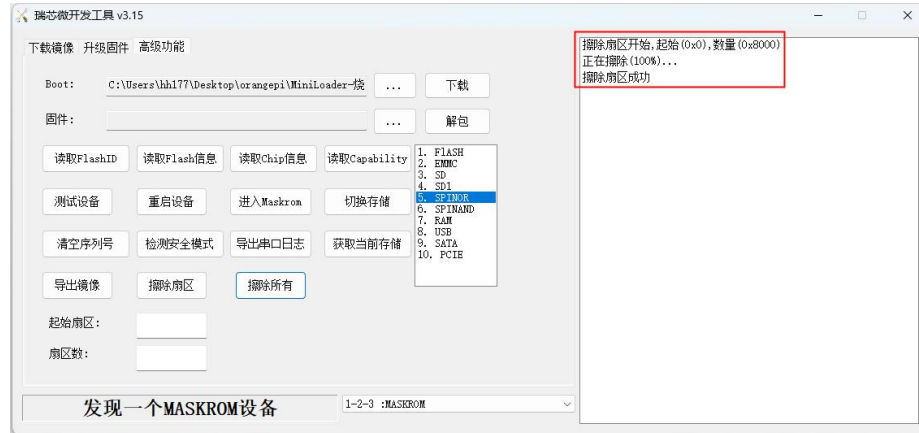 瑞芯微开发工具 v3.15
下载镜像 升级固件 高级功能
Boot: C:\Users\hh177\Desktop\orangepi\MiniLoader-烧 ... 下载
固件: ... 解包
读取FlashID 读取Flash信息 读取Chip信息 读取Capability
测试设备 重启设备 进入Maskrom 切换存储
清空序列号 检测安全模式 导出串口日志 获取当前存储
导出镜像 擦除扇区 擦除所有
1. FLASH
2. EMMC
3. SD
4. SD1
5. SPINOR
6. SPINAND
7. RAM
8. USB
9. SATA
10. PCIE
起始扇区:
扇区数:
发现一个MASKROM设备 1-2-3 :MASKROM
擦除扇区开始,起始(0x0),数量(0x8000)
正在擦除(100%)...
擦除扇区成功